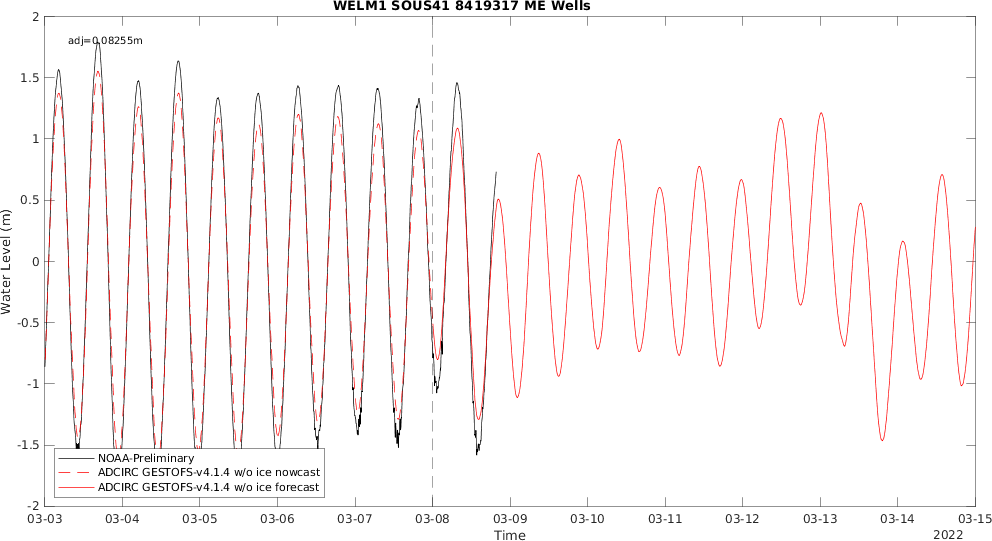 WELM1 SOUS41 8419317 ME Wells
adj=0.08255m
Water Level (m)
2
1.5
1
0.5
0
-0.5
-1
-1.5
-2
NOAA-Preliminary
ADCIRC GESTOFS-v4.1.4 w/o ice nowcast
ADCIRC GESTOFS-v4.1.4 w/o ice forecast
03-03 03-04 03-05 03-06 03-07 03-08 03-09 03-10 03-11 03-12 03-13 03-14 03-15
Time
2022